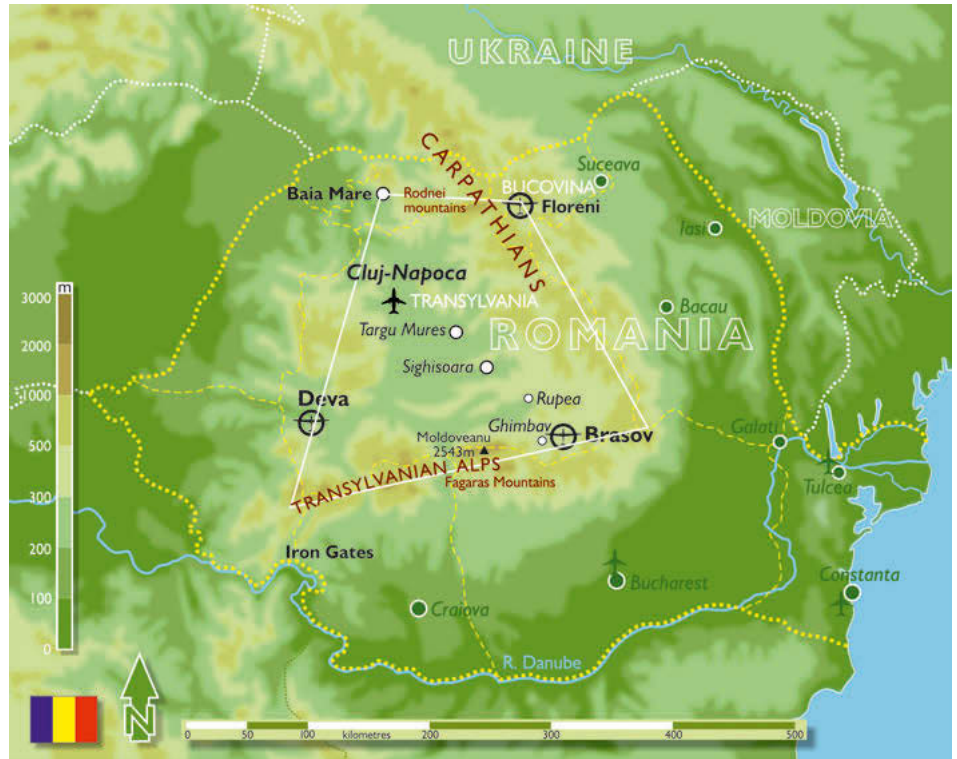 UKRAINE
CARPATHIANS
Suceava
BUCOVINA
Baia Mare
Rodnei
mountains
Floreni
MOLDOVIA
Iasi
Cluj-Napoca
TRANSYLVANIA
Bacau
ROMANIA
Targu Mures
Sighisoara
Rupea
Deva
Ghimbav
Brasov
Moldoveanu
2543m
Galati
TRANSYLVANIAN ALPS
Fagaras Mountains
Tulcea
Iron Gates
Bucharest
Constanta
Craiova
R. Danube
m
3000
2000
1000
500
300
200
100
0
N
0 50 100 kilometres 200 300 400 500